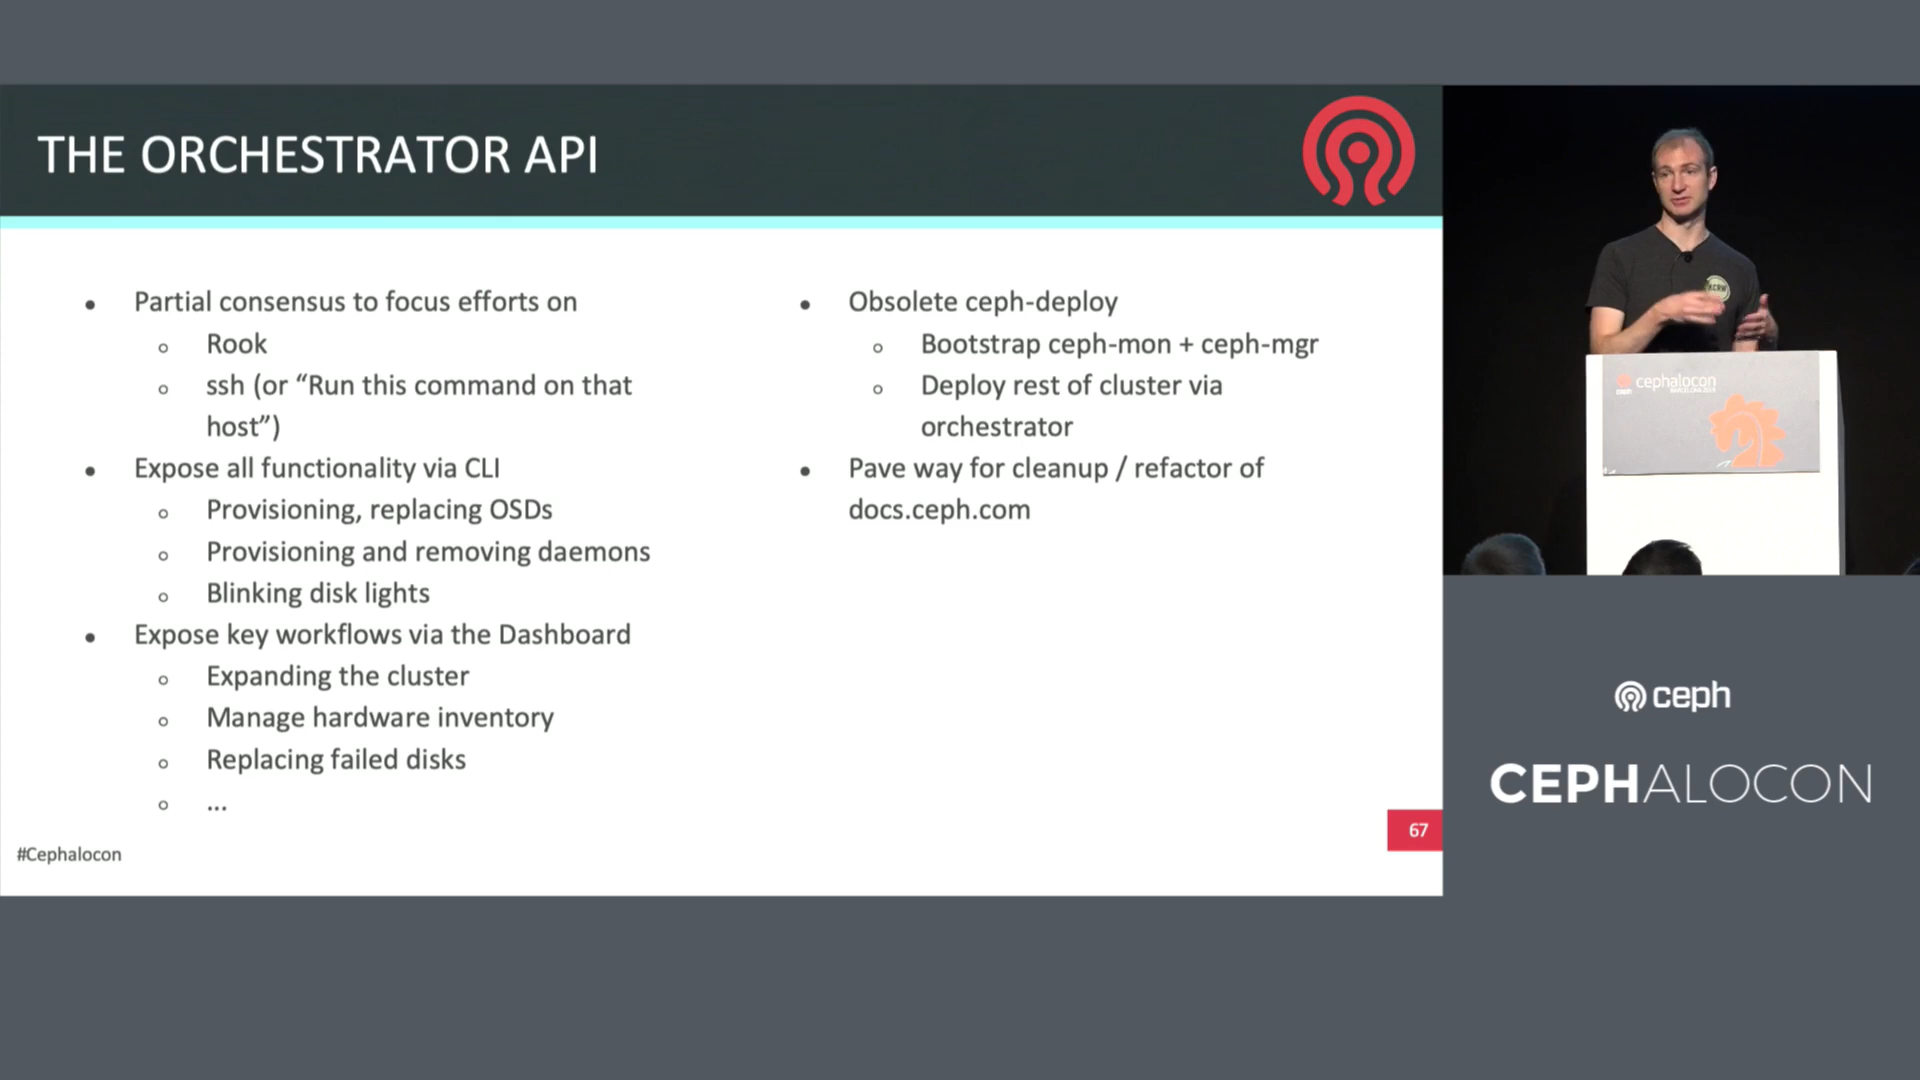 THE ORCHESTRATOR API
● Partial consensus to focus efforts on
○ Rook
○ ssh (or “Run this command on that
host”)
● Expose all functionality via CLI
○ Provisioning, replacing OSDs
○ Provisioning and removing daemons
○ Blinking disk lights
● Expose key workflows via the Dashboard
○ Expanding the cluster
○ Manage hardware inventory
○ Replacing failed disks
○ ...
● Obsolete ceph-deploy
○ Bootstrap ceph-mon + ceph-mgr
○ Deploy rest of cluster via
orchestrator
● Pave way for cleanup / refactor of
docs.ceph.com
67
#Cephalocon
KCRW
cephalocon
BARCELONA 2019
ceph
CEPHALOCON